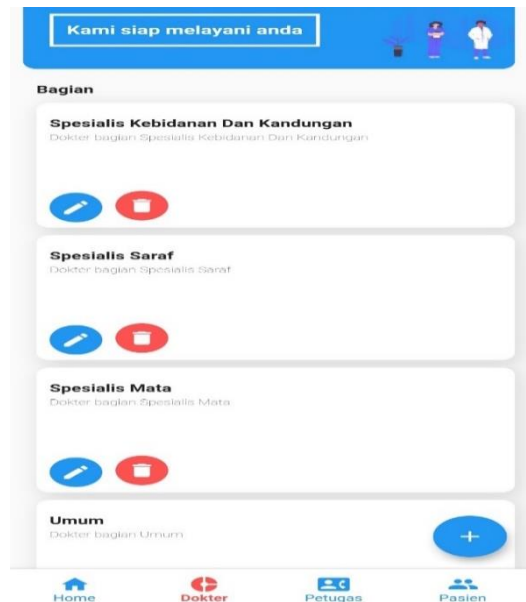 Kami siap melayani anda
Bagian
Spesialis Kebidanan Dan Kandungan
Dokter bagian Spesialis Kebidanan Dan Kandungan
Spesialis Saraf
Dokter bagian Spesialis Saraf
Spesialis Mata
Dokter bagian Spesialis Mata
Umum
Dokter bagian Umum
Home Dokter Petugas Pasien